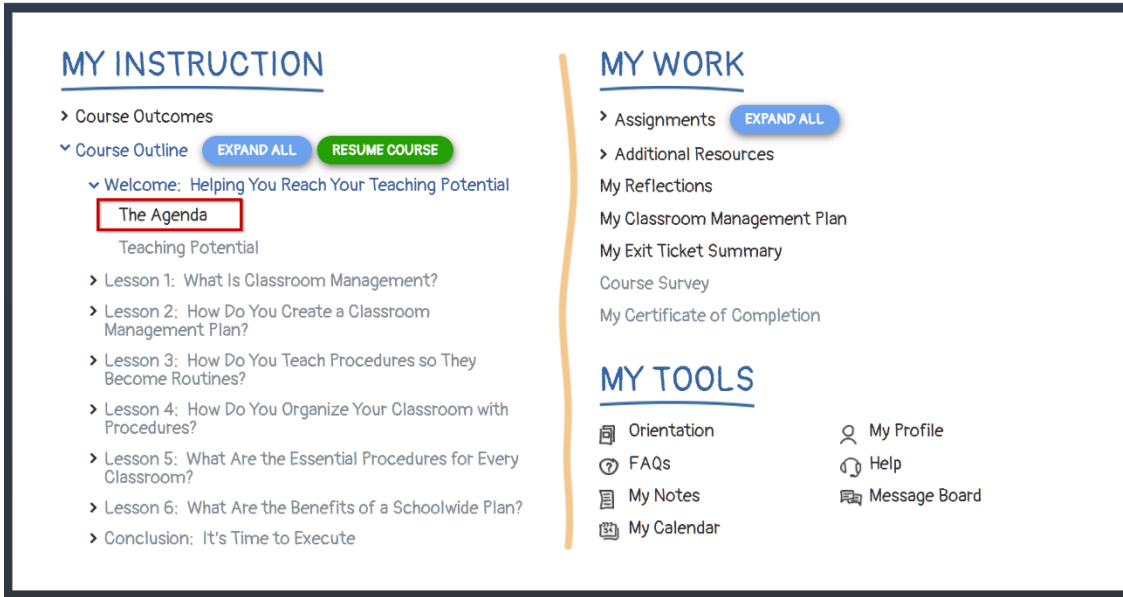 MY INSTRUCTION
Course Outcomes
Course Outline EXPAND ALL RESUME COURSE
Welcome: Helping You Reach Your Teaching Potential
The Agenda
Teaching Potential
Lesson 1: What Is Classroom Management?
Lesson 2: How Do You Create a Classroom
Management Plan?
Lesson 3: How Do You Teach Procedures so They
Become Routines?
Lesson 4: How Do You Organize Your Classroom with
Procedures?
Lesson 5: What Are the Essential Procedures for Every
Classroom?
Lesson 6: What Are the Benefits of a Schoolwide Plan?
Conclusion: It's Time to Execute
MY WORK
Assignments EXPAND ALL
Additional Resources
My Reflections
My Classroom Management Plan
My Exit Ticket Summary
Course Survey
My Certificate of Completion
MY TOOLS
Orientation
FAQs
My Notes
My Calendar
My Profile
Help
Message Board